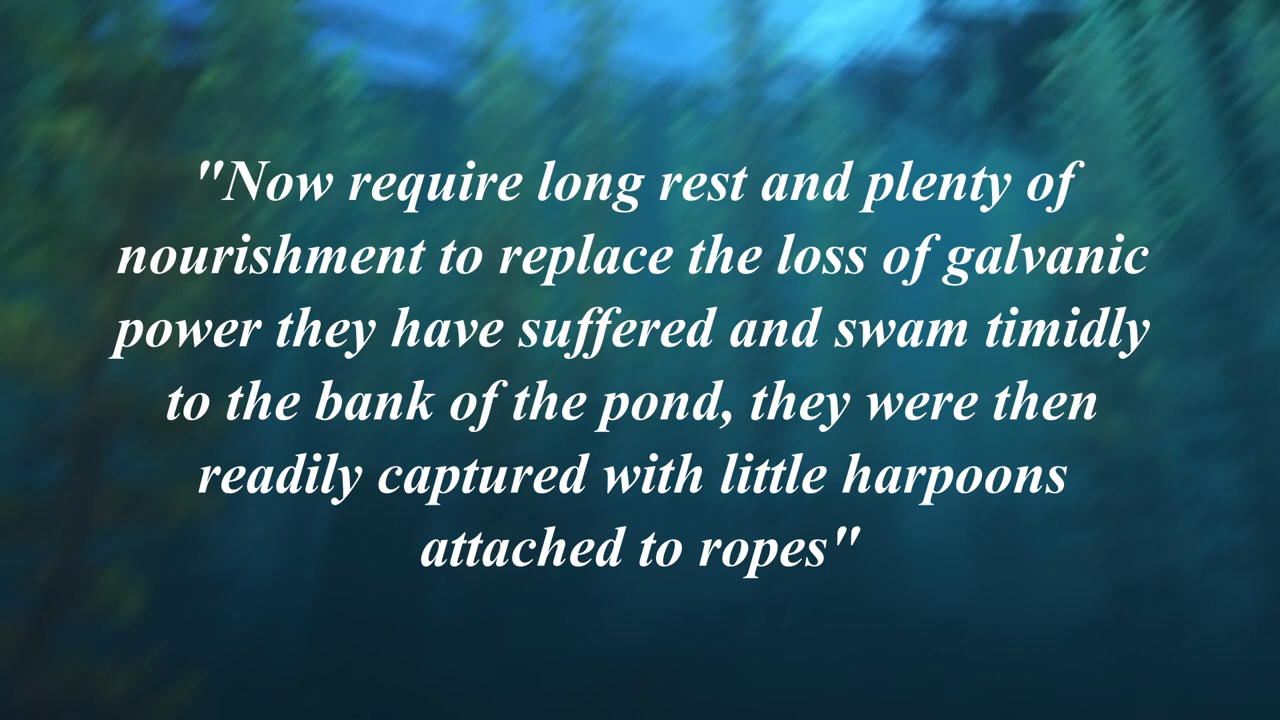 "Now require long rest and plenty of
nourishment to replace the loss of galvanic
power they have suffered and swam timidly
to the bank of the pond, they were then
readily captured with little harpoons
attached to ropes"